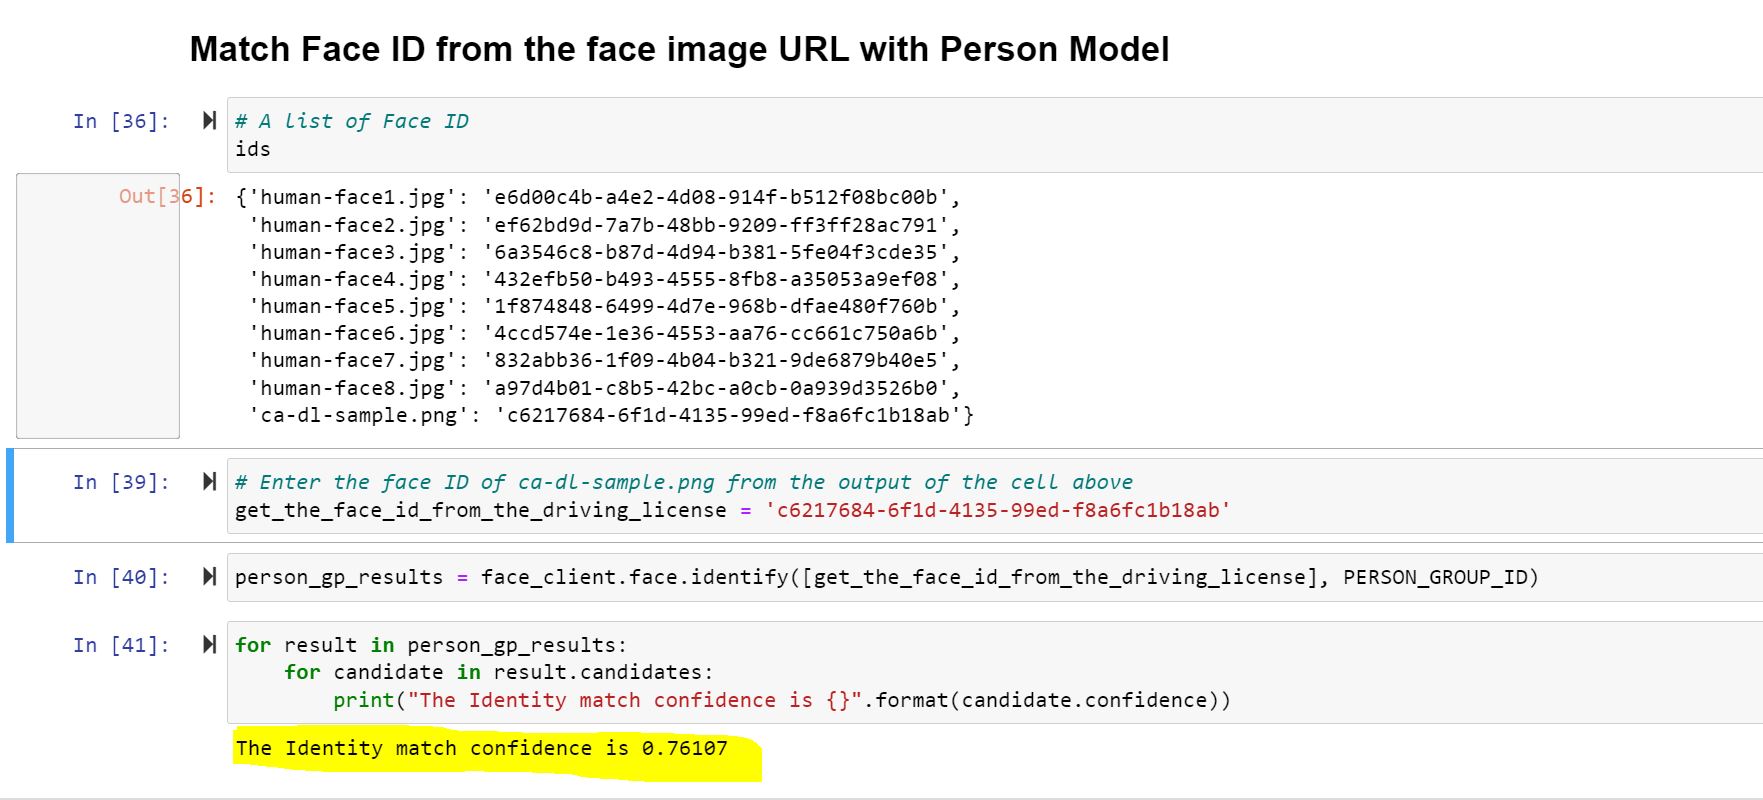 Match Face ID from the face image URL with Person Model
In [36]:
# A list of Face ID
ids
Out[36]:
{'human-face1.jpg': 'e6d00c4b-a4e2-4d08-914f-b512f08bc00b',
'human-face2.jpg': 'ef62bd9d-7a7b-48bb-9209-ff3ff28ac791',
'human-face3.jpg': '6a3546c8-b87d-4d94-b381-5fe04f3cde35',
'human-face4.jpg': '432efb50-b493-4555-8fb8-a35053a9ef08',
'human-face5.jpg': '1f874848-6499-4d7e-968b-dfae480f760b',
'human-face6.jpg': '4ccd574e-1e36-4553-aa76-cc661c750a6b',
'human-face7.jpg': '832abb36-1f09-4b04-b321-9de6879b40e5',
'human-face8.jpg': 'a97d4b01-c8b5-42bc-a0cb-0a939d3526b0',
'ca-dl-sample.png': 'c6217684-6f1d-4135-99ed-f8a6fc1b18ab'}
In [39]:
# Enter the face ID of ca-dl-sample.png from the output of the cell above
get_the_face_id_from_the_driving_license = 'c6217684-6f1d-4135-99ed-f8a6fc1b18ab'
In [40]:
person_gp_results = face_client.face.identify([get_the_face_id_from_the_driving_license], PERSON_GROUP_ID)
In [41]:
for result in person_gp_results:
    for candidate in result.candidates:
        print("The Identity match confidence is {}".format(candidate.confidence))
The Identity match confidence is 0.76107